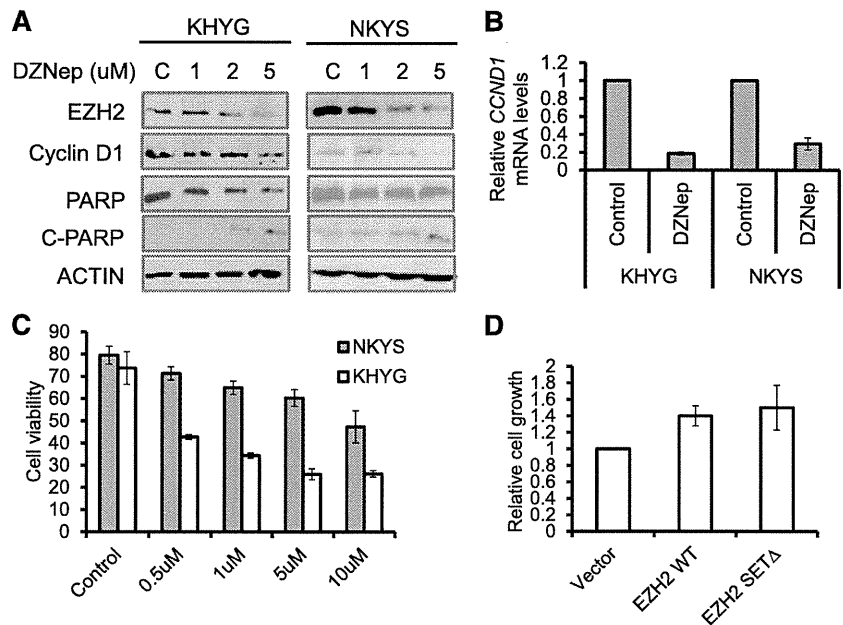 A
KHYG
NKYS
DZNep (uM) C 1 2 5 C 1 2 5
EZH2
Cyclin D1
PARP
C-PARP
ACTIN
B
Relative CCND1
mRNA levels
1.2
1
0.8
0.6
0.4
0.2
0
Control
DZNep
Control
DZNep
KHYG
NKYS
C
Cell viability
90
80
70
60
50
40
30
20
10
0
NKYS
KHYG
Control
0.5uM
1uM
5uM
10uM
D
Relative cell growth
2
1.8
1.6
1.4
1.2
1
0.8
0.6
0.4
0.2
0
Vector
EZH2 WT
EZH2 SETΔ